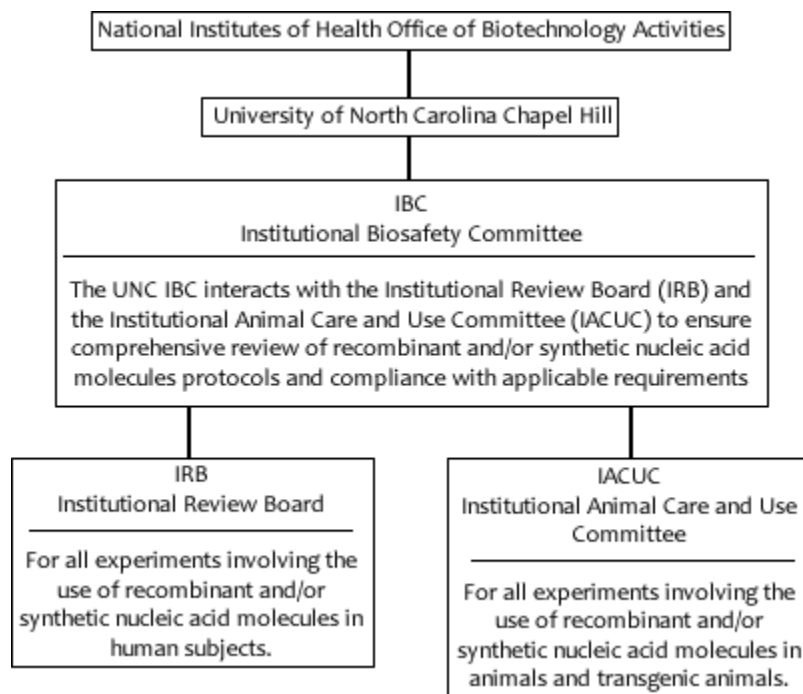 National Institutes of Health Office of Biotechnology Activities
University of North Carolina Chapel Hill
IBC
Institutional Biosafety Committee
The UNC IBC interacts with the Institutional Review Board (IRB) and
the Institutional Animal Care and Use Committee (IACUC) to ensure
comprehensive review of recombinant and/or synthetic nucleic acid
molecules protocols and compliance with applicable requirements
IRB
Institutional Review Board
For all experiments involving the
use of recombinant and/or
synthetic nucleic acid molecules in
human subjects.
IACUC
Institutional Animal Care and Use
Committee
For all experiments involving the
use of recombinant and/or
synthetic nucleic acid molecules in
animals and transgenic animals.